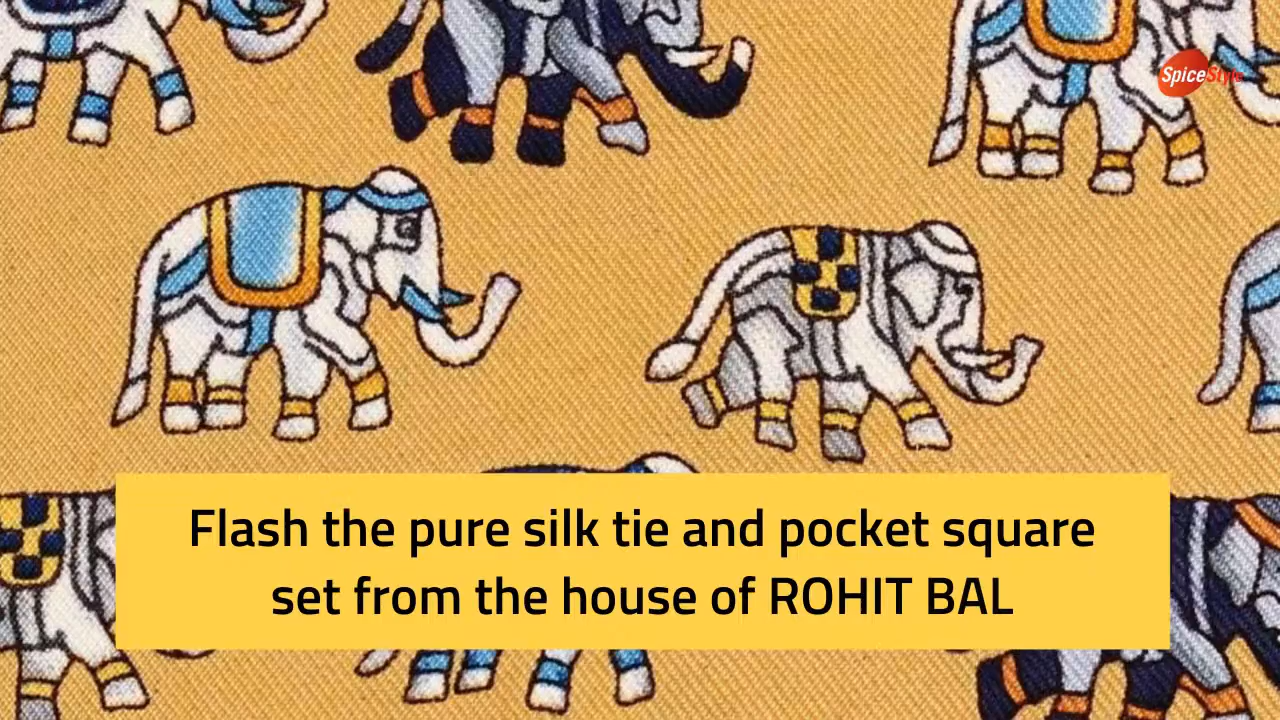 SpiceStyle
Flash the pure silk tie and pocket square
set from the house of ROHIT BAL